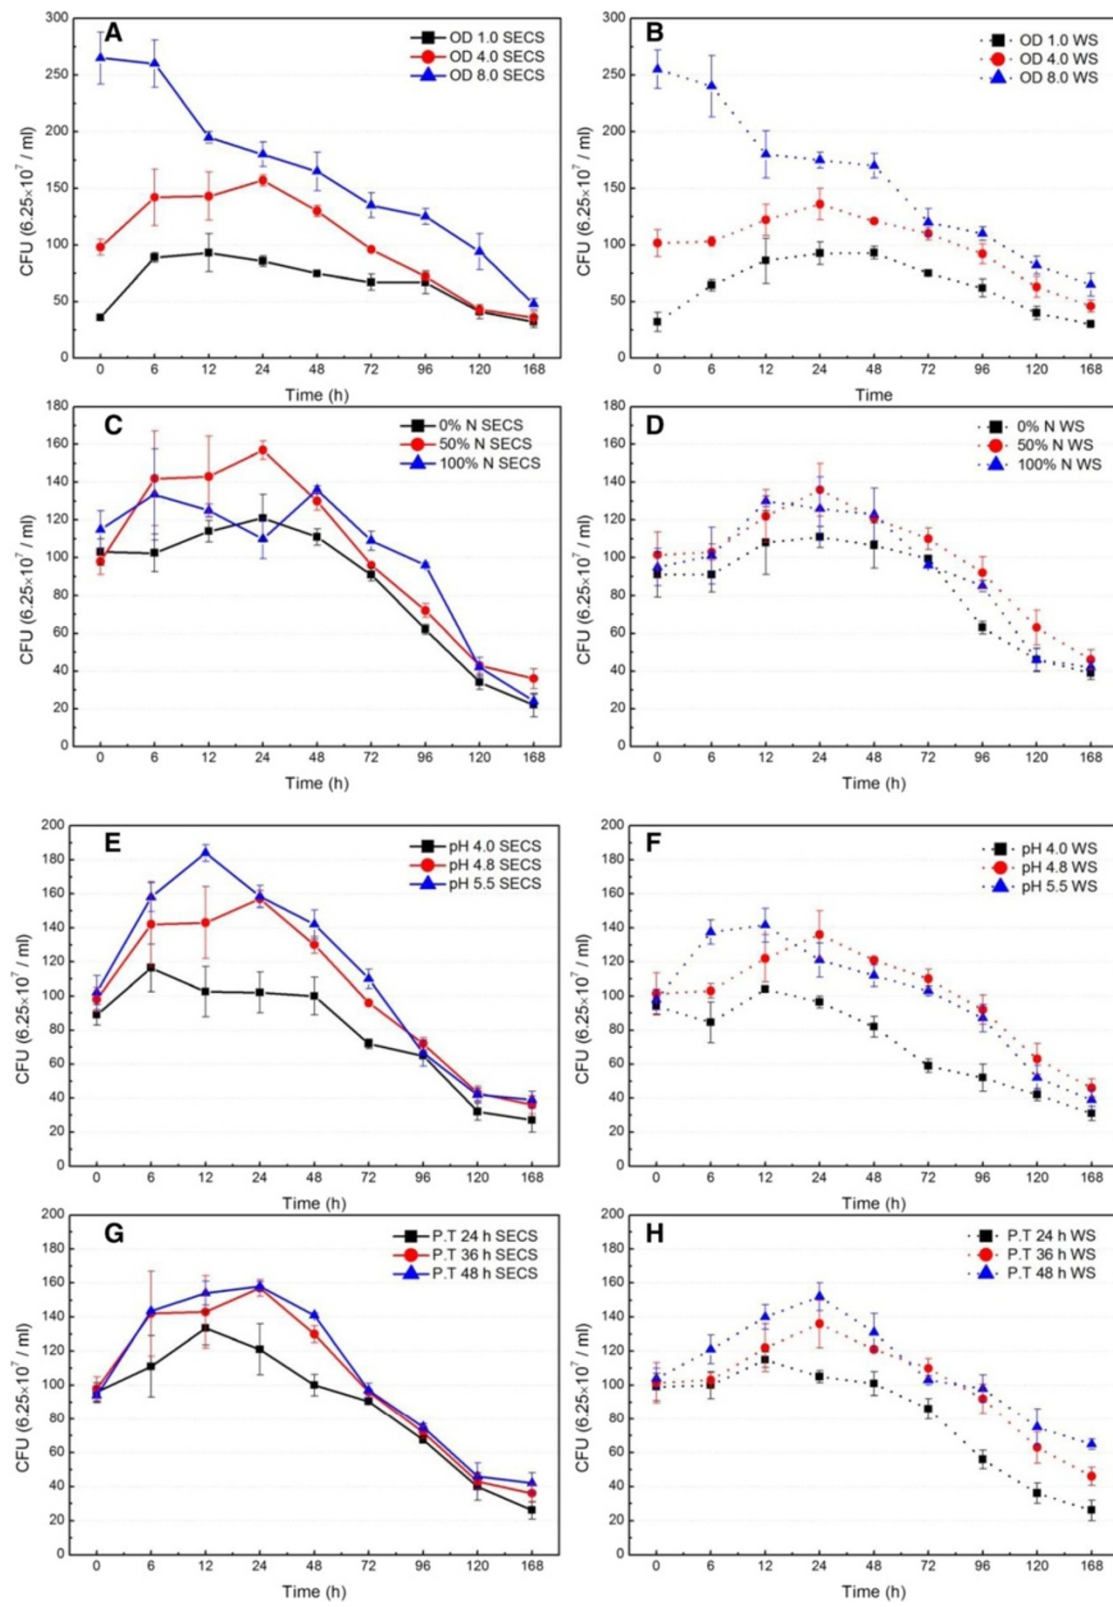 A
OD 1.0 SECS
OD 4.0 SECS
OD 8.0 SECS
CFU (6.25×10⁷ / ml)
300
250
200
150
100
50
0
0 6 12 24 48 72 96 120 168
Time (h)
B
OD 1.0 WS
OD 4.0 WS
OD 8.0 WS
CFU (6.25×10⁷ / ml)
300
250
200
150
100
50
0
0 6 12 24 48 72 96 120 168
Time
C
0% N SECS
50% N SECS
100% N SECS
CFU (6.25×10⁷ / ml)
180
160
140
120
100
80
60
40
20
0
0 6 12 24 48 72 96 120 168
Time (h)
D
0% N WS
50% N WS
100% N WS
CFU (6.25×10⁷ / ml)
180
160
140
120
100
80
60
40
20
0
0 6 12 24 48 72 96 120 168
Time (h)
E
pH 4.0 SECS
pH 4.8 SECS
pH 5.5 SECS
CFU (6.25×10⁷ / ml)
200
180
160
140
120
100
80
60
40
20
0
0 6 12 24 48 72 96 120 168
Time (h)
F
pH 4.0 WS
pH 4.8 WS
pH 5.5 WS
CFU (6.25×10⁷ / ml)
200
180
160
140
120
100
80
60
40
20
0
0 6 12 24 48 72 96 120 168
Time (h)
G
P.T 24 h SECS
P.T 36 h SECS
P.T 48 h SECS
CFU (6.25×10⁷ / ml)
200
180
160
140
120
100
80
60
40
20
0
0 6 12 24 48 72 96 120 168
Time (h)
H
P.T 24 h WS
P.T 36 h WS
P.T 48 h WS
CFU (6.25×10⁷ / ml)
200
180
160
140
120
100
80
60
40
20
0
0 6 12 24 48 72 96 120 168
Time (h)